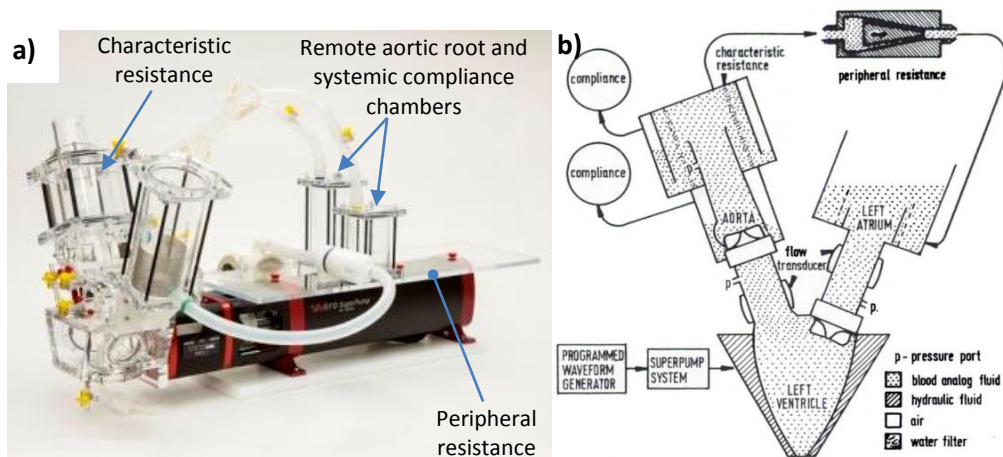 a)
Characteristic
resistance
Remote aortic root and
systemic compliance
chambers
Peripheral
resistance
b)
compliance
compliance
characteristic
resistance
peripheral resistance
p
AORTA
LEFT
ATRIUM
flow
transducer
p
p.
PROGRAMMED
WAVEFORM
GENERATOR
SUPERPUMP
SYSTEM
LEFT
VENTRICLE
p - pressure port
blood analog fluid
hydraulic fluid
air
water filter